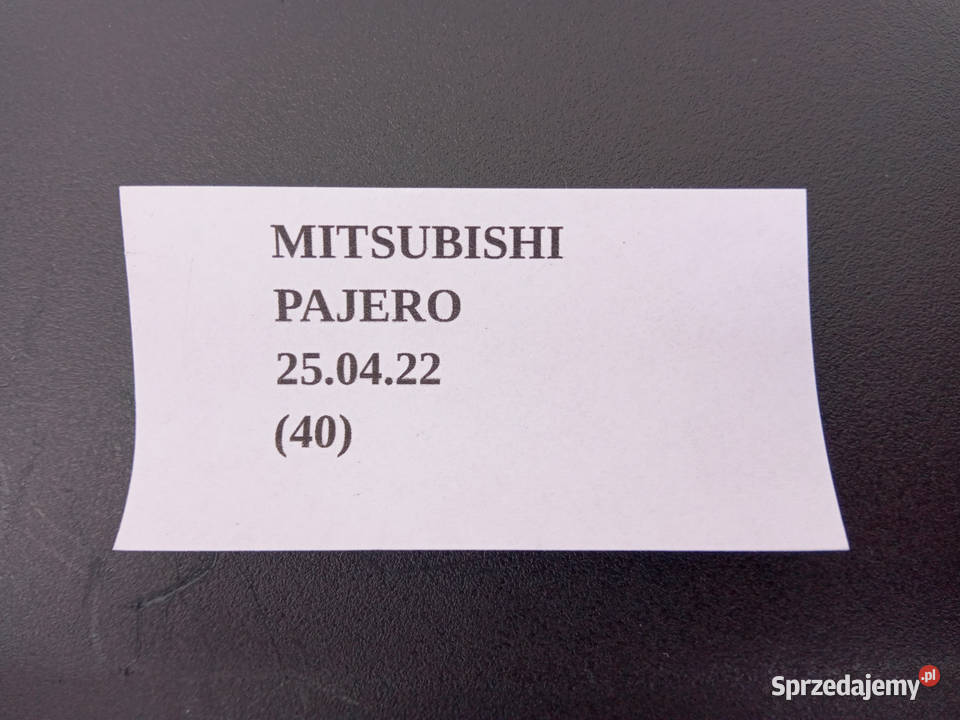 MITSUBISHI
PAJERO
25.04.22
(40)
Sprzedajemy.pl